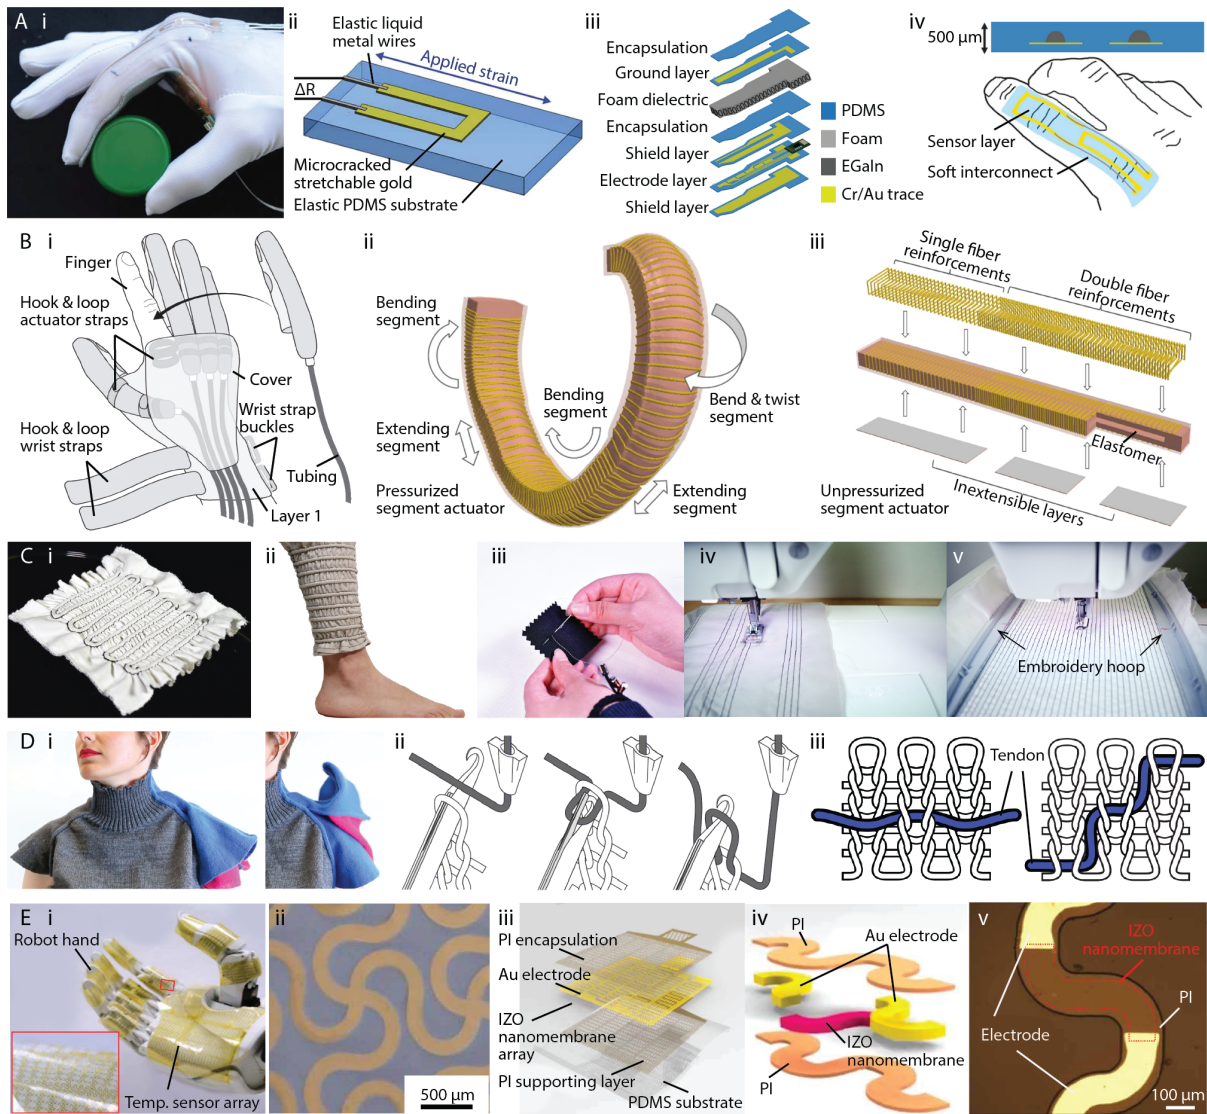 A i
ii
Elastic liquid
metal wires
Applied strain
ΔR
Microcracked
stretchable gold
Elastic PDMS substrate
iii
Encapsulation
Ground layer
Foam dielectric
Encapsulation
Shield layer
Electrode layer
Shield layer
PDMS
Foam
EGaIn
Cr/Au trace
iv
500 µm
Sensor layer
Soft interconnect
B i
Finger
Hook & loop
actuator straps
Cover
Wrist strap
buckles
Hook & loop
wrist straps
Tubing
Layer 1
ii
Bending
segment
Bending
segment
Bend & twist
segment
Extending
segment
Pressurized
segment actuator
Extending
segment
iii
Single fiber
reinforcements
Double fiber
reinforcements
Elastomer
Inextensible layers
Unpressurized
segment actuator
C i
ii
iii
iv
v
Embroidery hoop
D i
ii
iii
Tendon
E i
Robot hand
Temp. sensor array
ii
500 µm
iii
PI encapsulation
Au electrode
IZO
nanomembrane
array
PI supporting layer
PDMS substrate
iv
PI
Au electrode
IZO
nanomembrane
PI
v
IZO
nanomembrane
PI
Electrode
100 µm